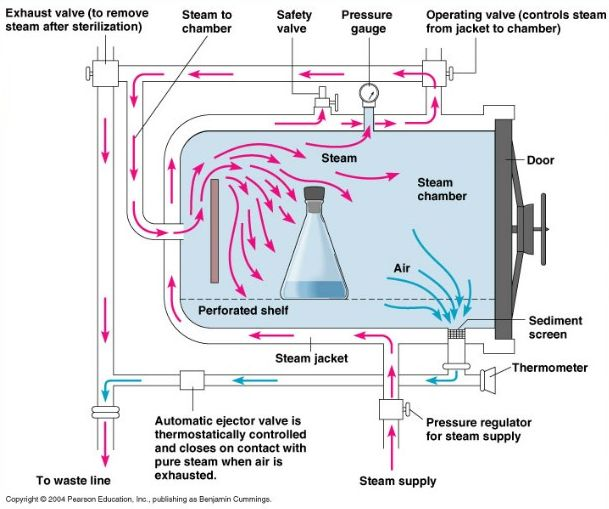 Exhaust valve (to remove
steam after sterilization)
Steam to
chamber
Safety
valve
Pressure
gauge
Operating valve (controls steam
from jacket to chamber)
Steam
Steam
chamber
Door
Air
Perforated shelf
Sediment
screen
Steam jacket
Thermometer
Automatic ejector valve is
thermostatically controlled
and closes on contact with
pure steam when air is
exhausted.
Pressure regulator
for steam supply
To waste line
Steam supply
Copyright © 2004 Pearson Education, Inc., publishing as Benjamin Cummings.